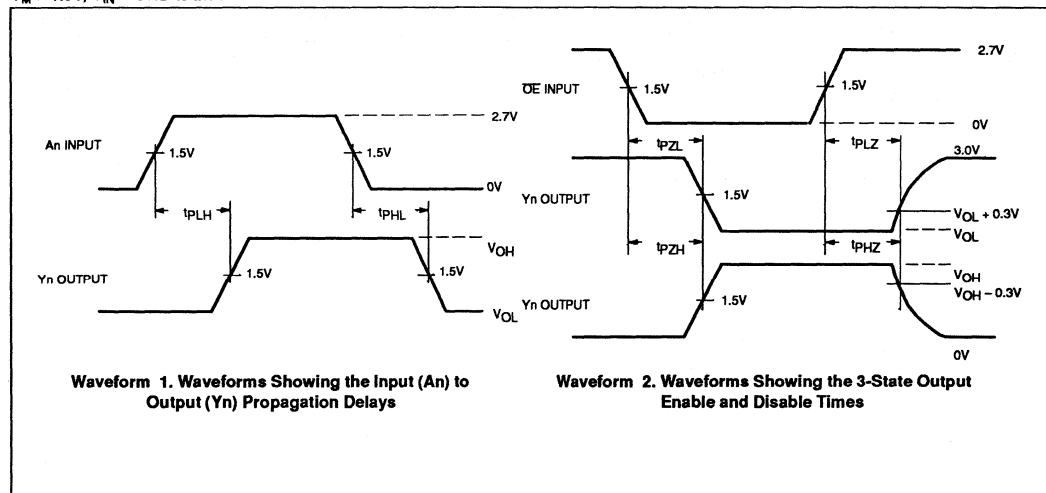 An INPUT
1.5V
1.5V
2.7V
0V
tPLH
tPHL
Yn OUTPUT
1.5V
1.5V
VOH
VOL
Waveform 1. Waveforms Showing the Input (An) to
Output (Yn) Propagation Delays
OE INPUT
1.5V
1.5V
2.7V
0V
tPZL
tPLZ
3.0V
Yn OUTPUT
1.5V
VOL + 0.3V
VOL
tPZH
tPHZ
VOH
VOH – 0.3V
Yn OUTPUT
1.5V
0V
Waveform 2. Waveforms Showing the 3-State Output
Enable and Disable Times